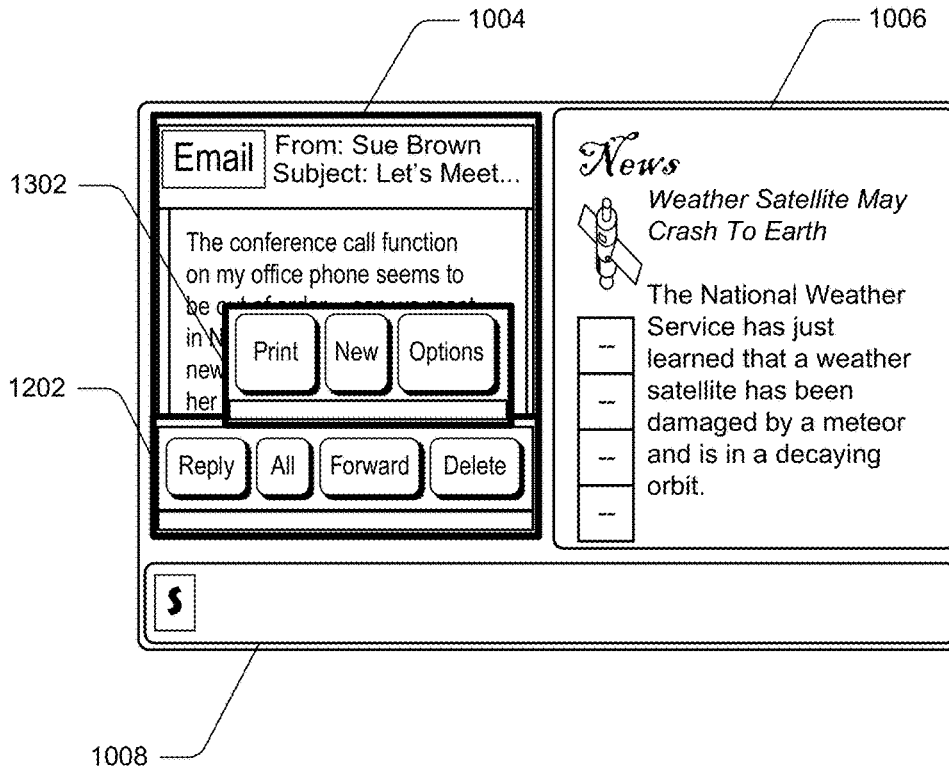 1004
1006
Email
From: Sue Brown
Subject: Let's Meet...
News
1302
Weather Satellite May
Crash To Earth
The conference call function
on my office phone seems to
be out of order
in N
new
her
Print
New
Options
The National Weather
Service has just
learned that a weather
satellite has been
damaged by a meteor
and is in a decaying
orbit.
--
--
--
--
1202
Reply
All
Forward
Delete
S
1008